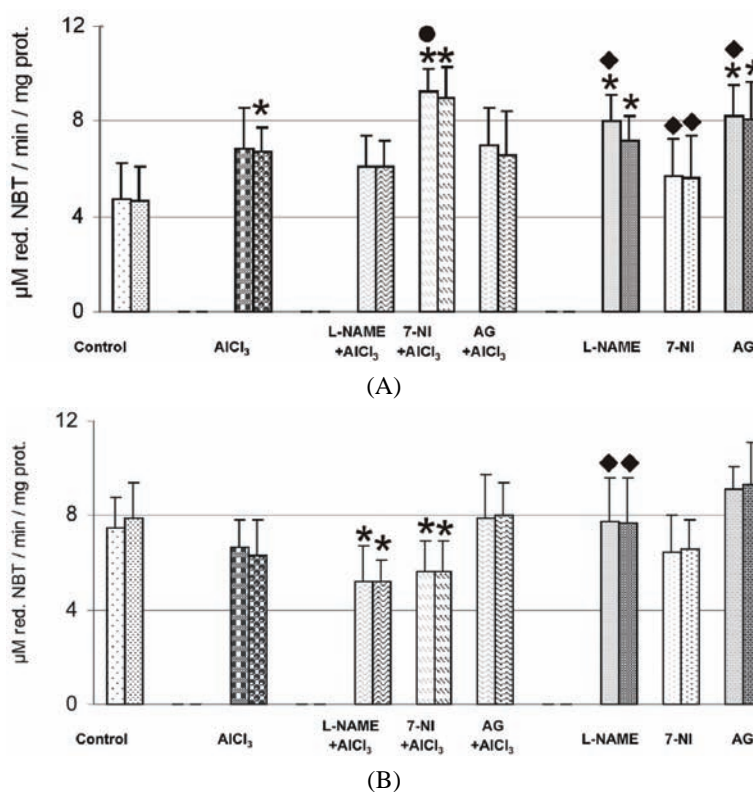 12
8
4
0
µM red. NBT / min / mg prot.
● * *
* ◆ * * ◆ ◆ ◆ * *
Control AlCl₃ L-NAME +AlCl₃ 7-NI +AlCl₃ AG +AlCl₃ L-NAME 7-NI AG
(A)
12
8
4
0
µM red. NBT / min / mg prot.
* * * * ◆ ◆
Control AlCl₃ L-NAME +AlCl₃ 7-NI +AlCl₃ AG +AlCl₃ L-NAME 7-NI AG
(B)